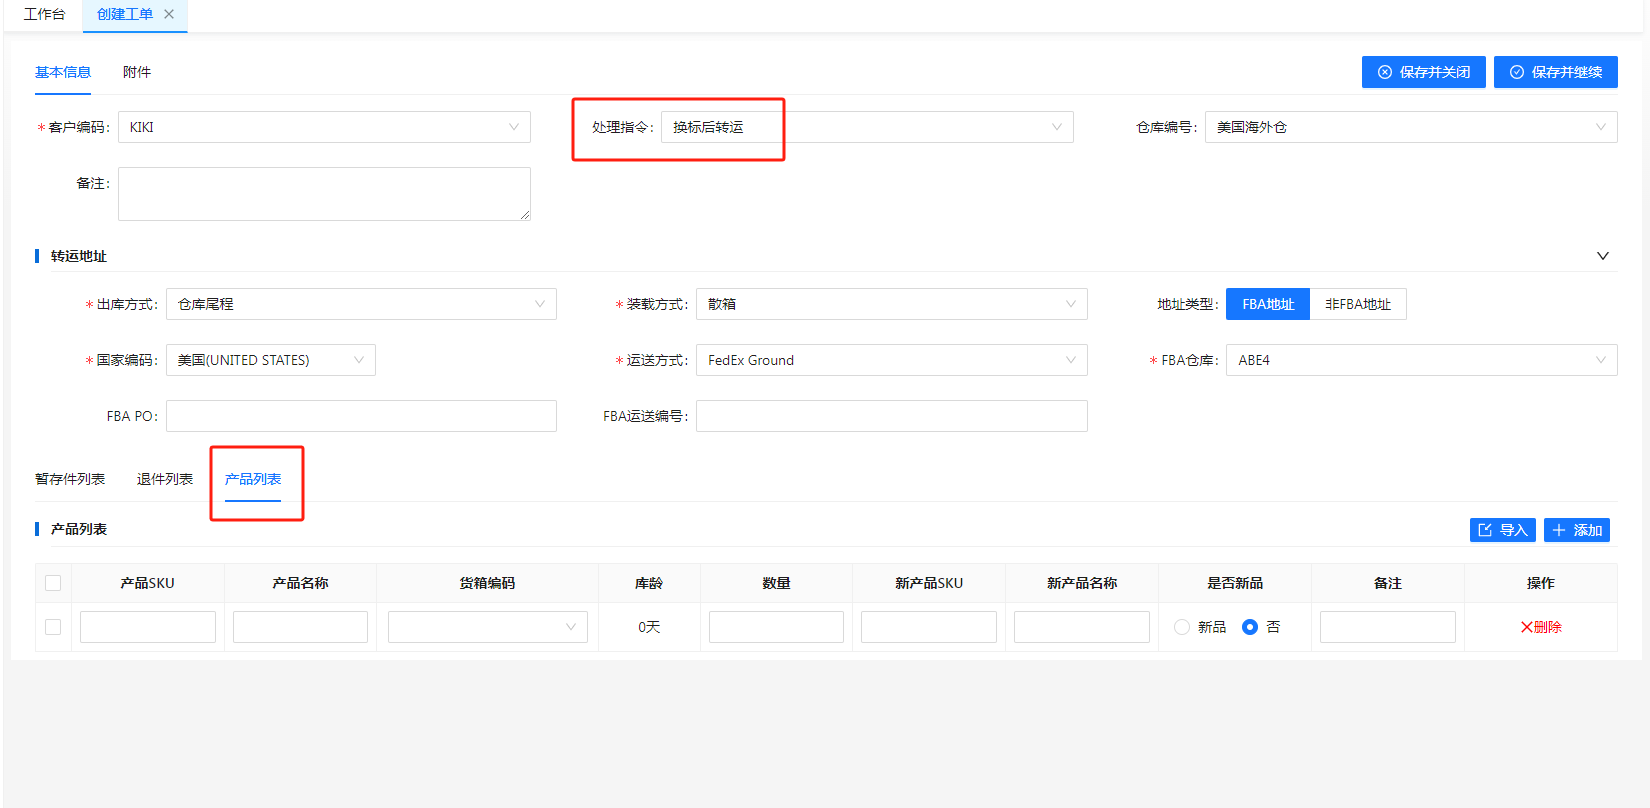 工作台 创建工单
基本信息 附件 保存并关闭 保存并继续
*客户编码: KIKI 处理指令: 换标后转运 仓库编号: 美国海外仓
备注:
转运地址
*出库方式: 仓库尾程 *装载方式: 散箱 地址类型: FBA地址 非FBA地址
*国家编码: 美国(UNITED STATES) *运送方式: FedEx Ground *FBA仓库: ABE4
FBA PO: FBA运送编号:
暂存件列表 退件列表 产品列表
产品列表 导入 添加
产品SKU 产品名称 货箱编码 库龄 数量 新产品SKU 新产品名称 是否新品 备注 操作
0天 新品 否 删除